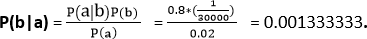 P(b|a) = P(a|b)P(b) / P(a) = 0.8*(1/30000) / 0.02 = 0.001333333.